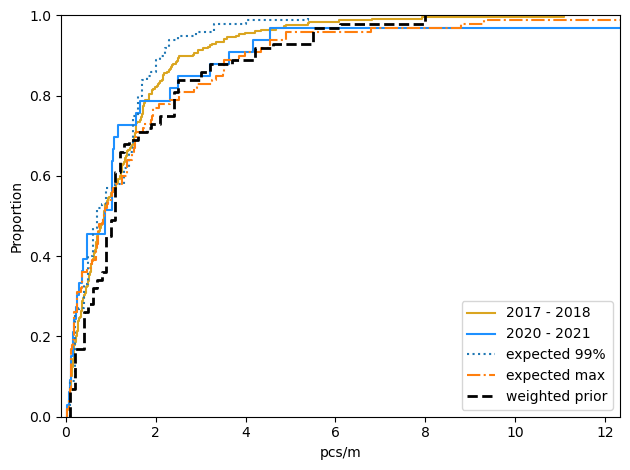 1.0
0.8
0.6
0.4
0.2
0.0
Proportion
0 2 4 6 8 10 12
pcs/m
2017 - 2018
2020 - 2021
expected 99%
expected max
weighted prior